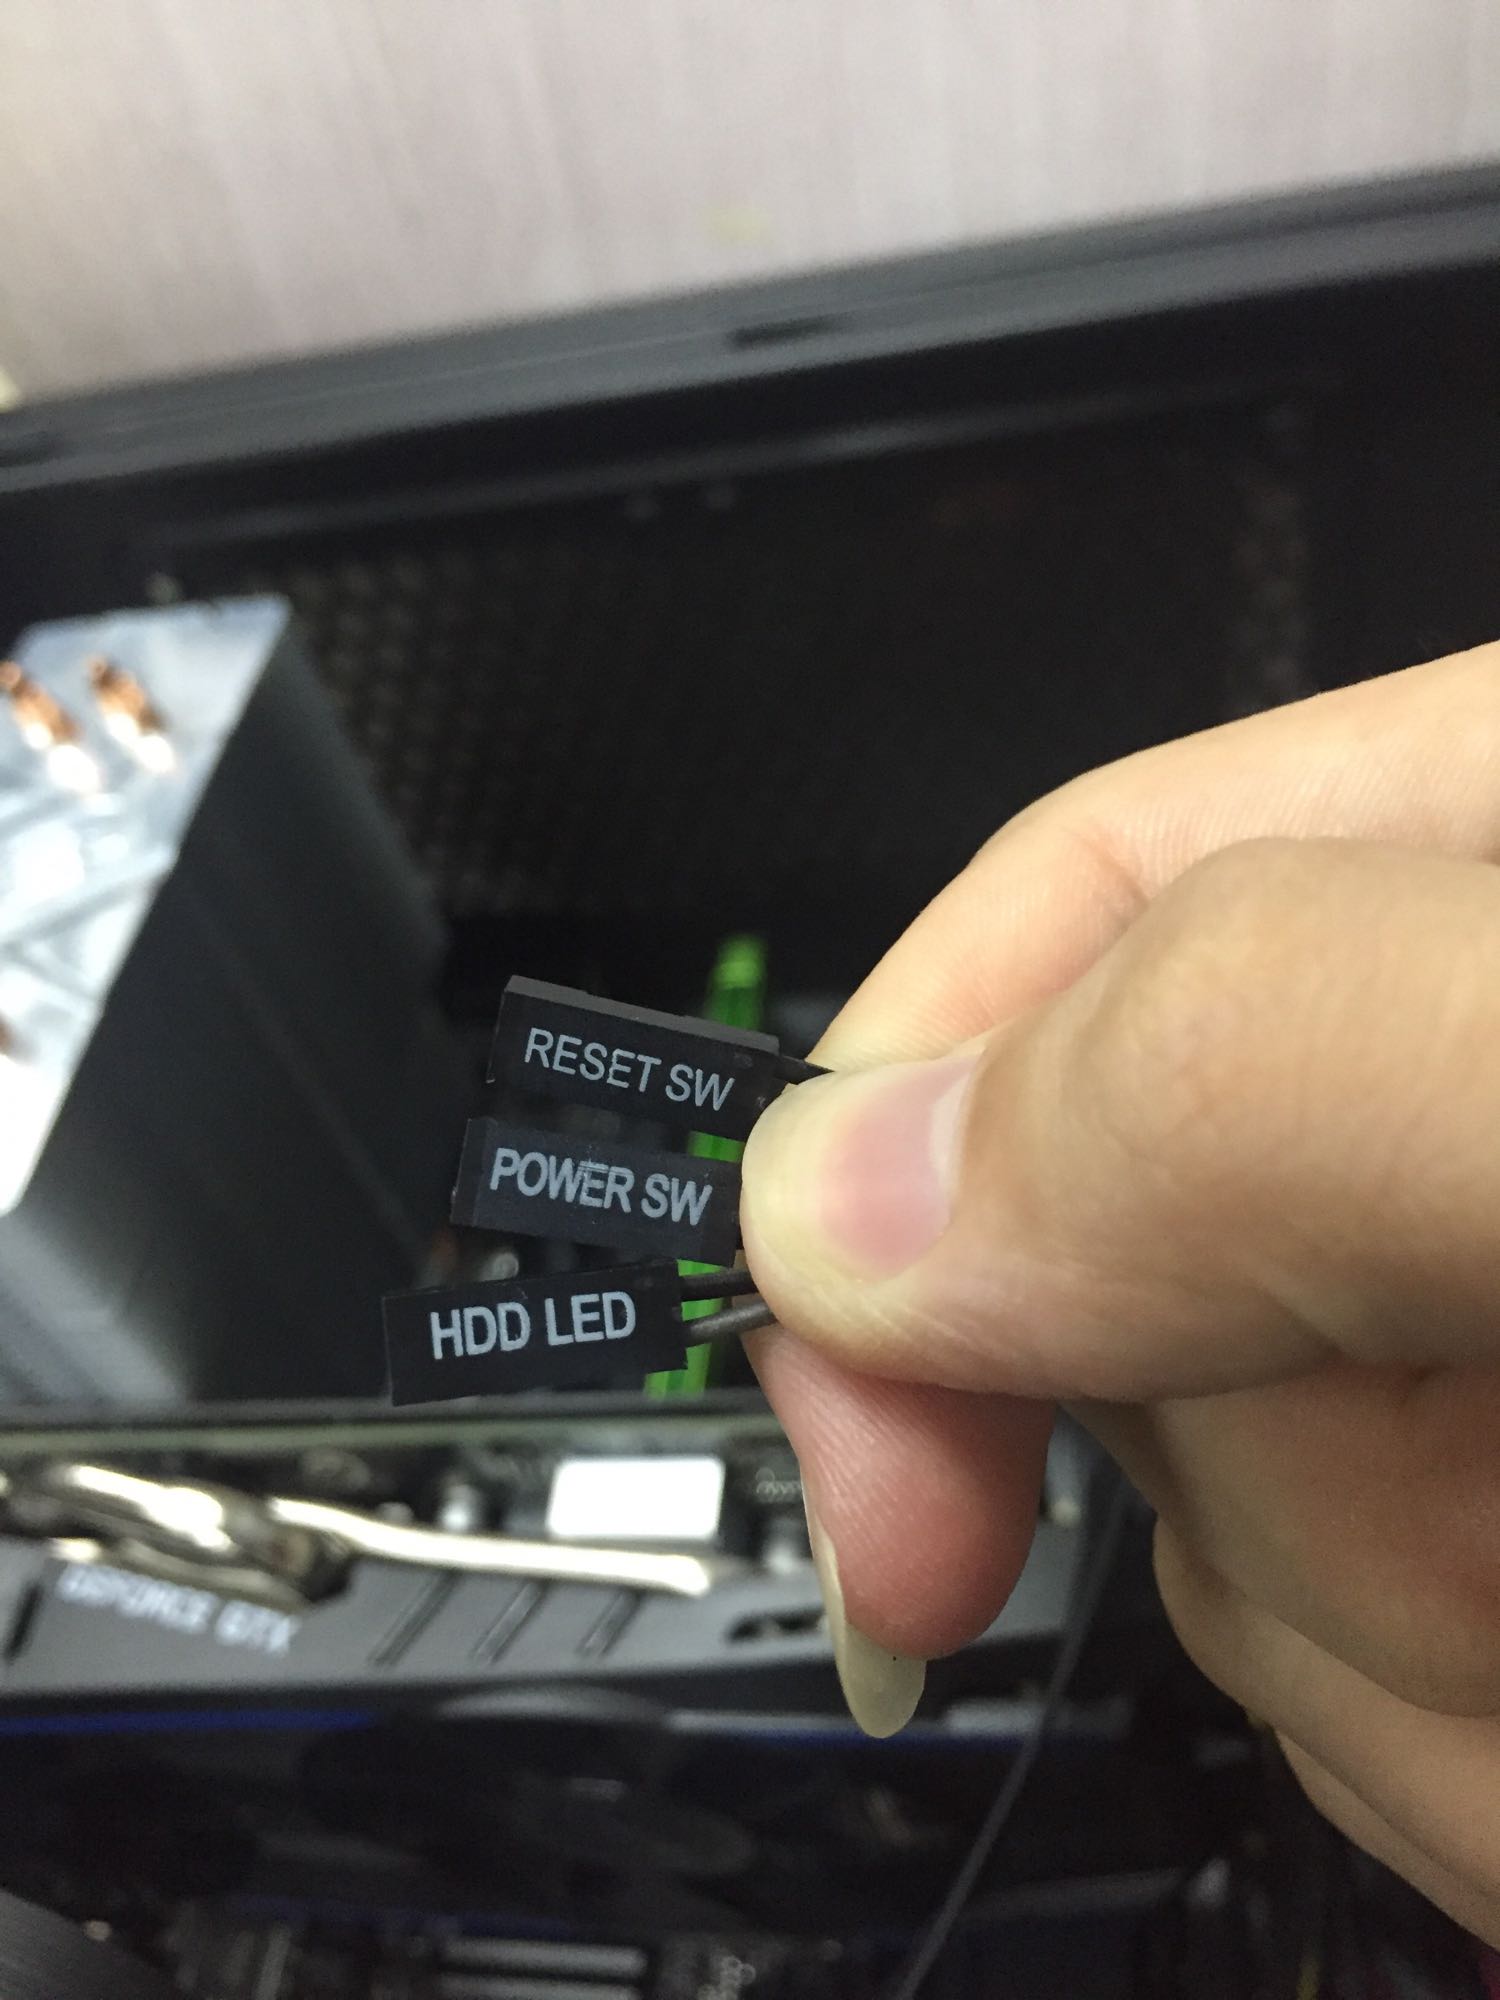 RESET SW
POWER SW
HDD LED
GEFORCE GTX